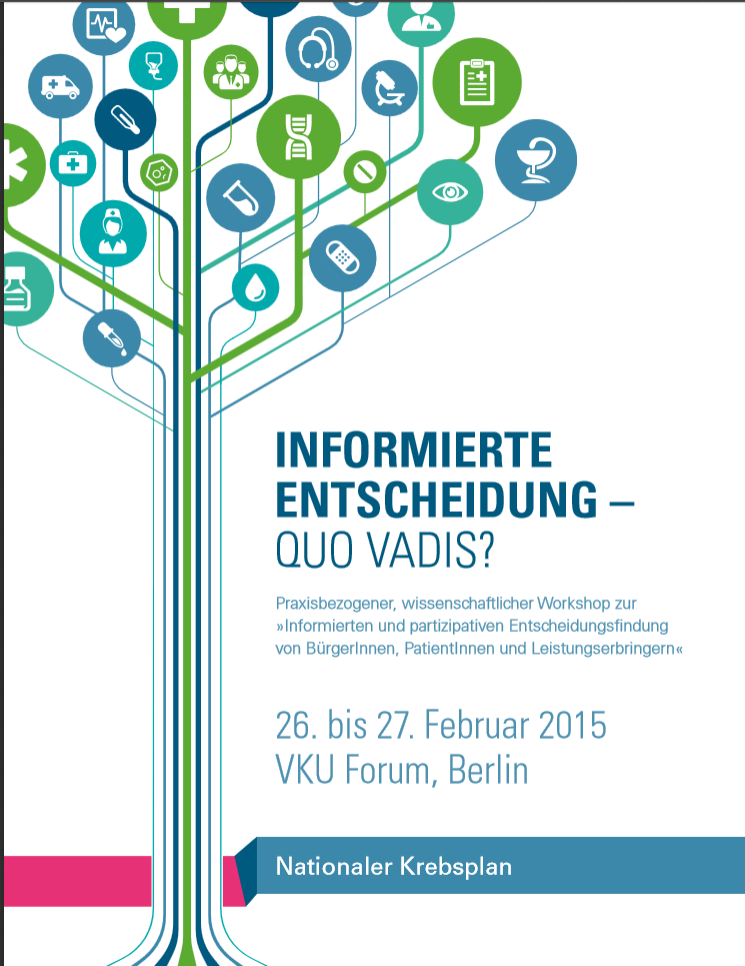 INFORMIERTE
ENTSCHEIDUNG –
QUO VADIS?
Praxisbezogener, wissenschaftlicher Workshop zur
»Informierten und partizipativen Entscheidungsfindung
von BürgerInnen, PatientInnen und Leistungserbringern«
26. bis 27. Februar 2015
VKU Forum, Berlin
Nationaler Krebsplan